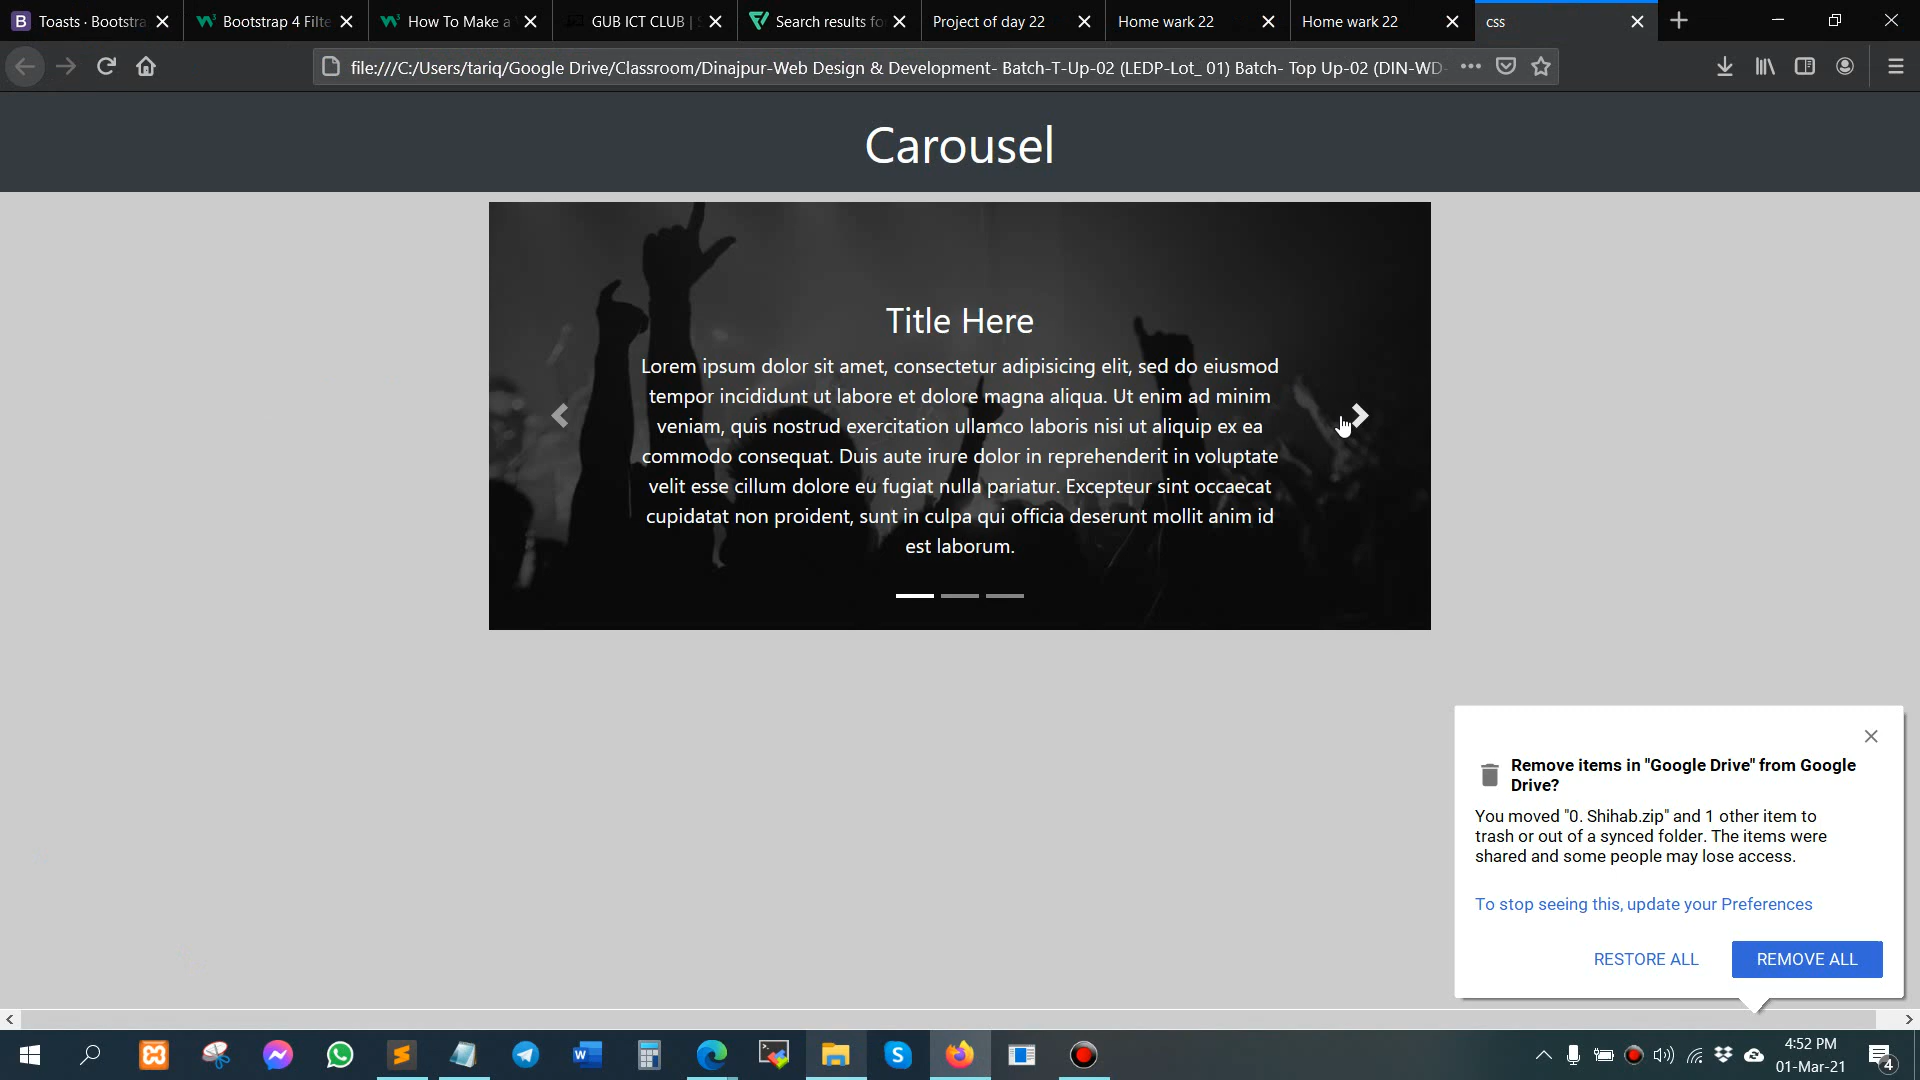 Toasts · Bootstra
Bootstrap 4 Filte
How To Make a
GUB ICT CLUB |
Search results fo
Project of day 22
Home wark 22
Home wark 22
css
file:///C:/Users/tariq/Google Drive/Classroom/Dinajpur-Web Design & Development- Batch-T-Up-02 (LEDP-Lot_ 01) Batch- Top Up-02 (DIN-WD-
Carousel
Title Here
Lorem ipsum dolor sit amet, consectetur adipisicing elit, sed do eiusmod
tempor incididunt ut labore et dolore magna aliqua. Ut enim ad minim
veniam, quis nostrud exercitation ullamco laboris nisi ut aliquip ex ea
commodo consequat. Duis aute irure dolor in reprehenderit in voluptate
velit esse cillum dolore eu fugiat nulla pariatur. Excepteur sint occaecat
cupidatat non proident, sunt in culpa qui officia deserunt mollit anim id
est laborum.
Remove items in "Google Drive" from Google
Drive?
You moved "0. Shihab.zip" and 1 other item to
trash or out of a synced folder. The items were
shared and some people may lose access.
To stop seeing this, update your Preferences
RESTORE ALL
REMOVE ALL
4:52 PM
01-Mar-21
4